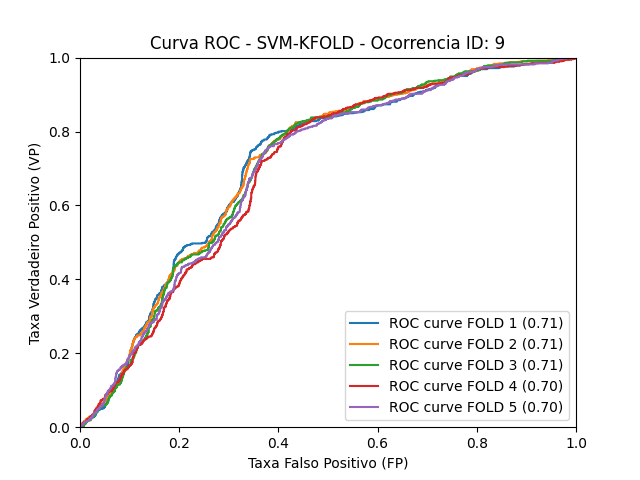 Curva ROC - SVM-KFOLD - Ocorrencia ID: 9
Taxa Verdadeiro Positivo (VP)
1.0
0.8
0.6
0.4
0.2
0.0
ROC curve FOLD 1 (0.71)
ROC curve FOLD 2 (0.71)
ROC curve FOLD 3 (0.71)
ROC curve FOLD 4 (0.70)
ROC curve FOLD 5 (0.70)
0.0 0.2 0.4 0.6 0.8 1.0
Taxa Falso Positivo (FP)